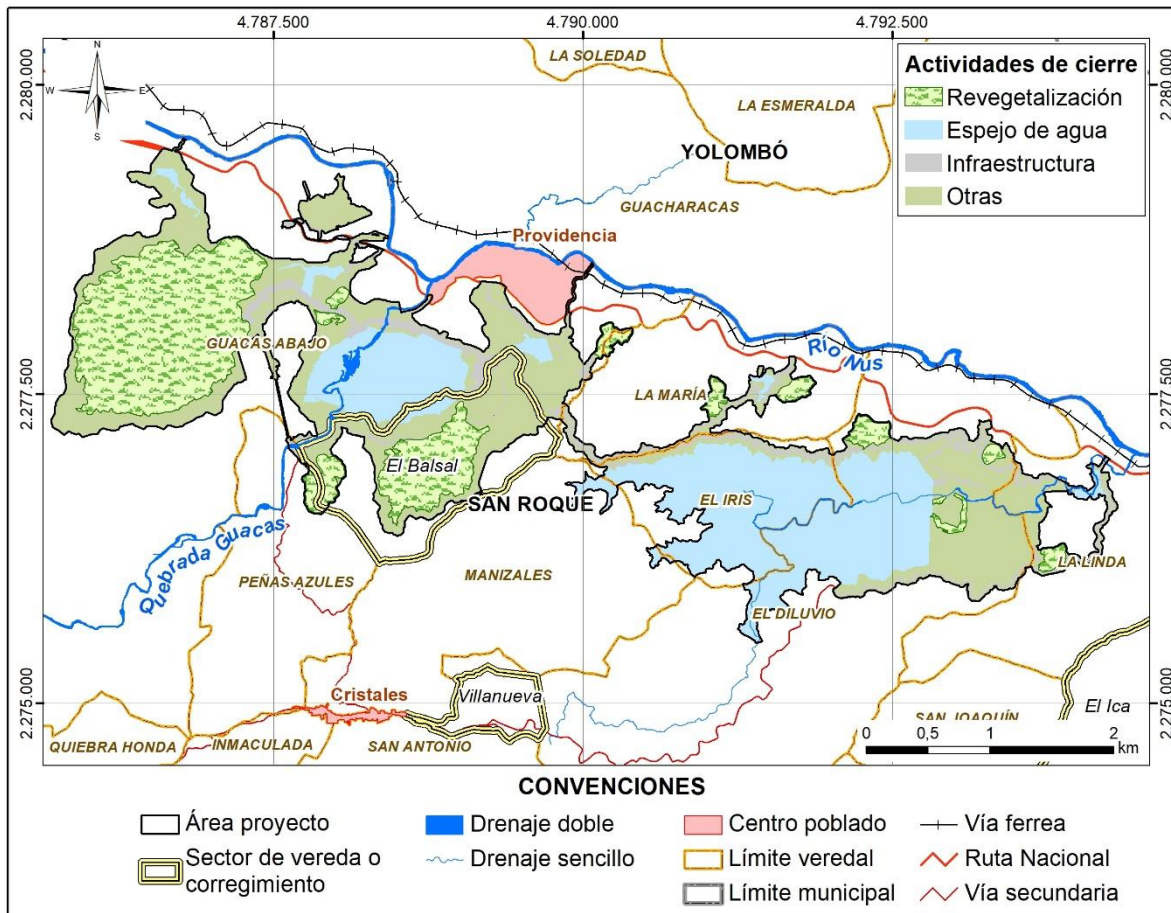 4.787.500
4.790.000
4.792.500
2.280.000
2.280.000
N
W
E
S
LA SOLEDAD
LA ESMERALDA
YOLOMBÓ
GUACHARACAS
Actividades de cierre
Revegetalización
Espejo de agua
Infraestructura
Otras
Providencia
GUACAS ABAJO
2.277.500
2.277.500
Río Nus
LA MARÍA
El Balsal
SAN ROQUE
EL IRIS
Quebrada Guacas
PEÑAS AZULES
MANIZALES
LA LINDA
EL DILUVIO
Cristales
Villanueva
2.275.000
2.275.000
SAN JOAQUÍN
El Ica
QUIEBRA HONDA
INMACULADA
SAN ANTONIO
0
0,5
1
2
km
CONVENCIONES
Área proyecto
Drenaje doble
Centro poblado
Vía ferrea
Sector de vereda o
corregimiento
Drenaje sencillo
Límite veredal
Ruta Nacional
Límite municipal
Vía secundaria